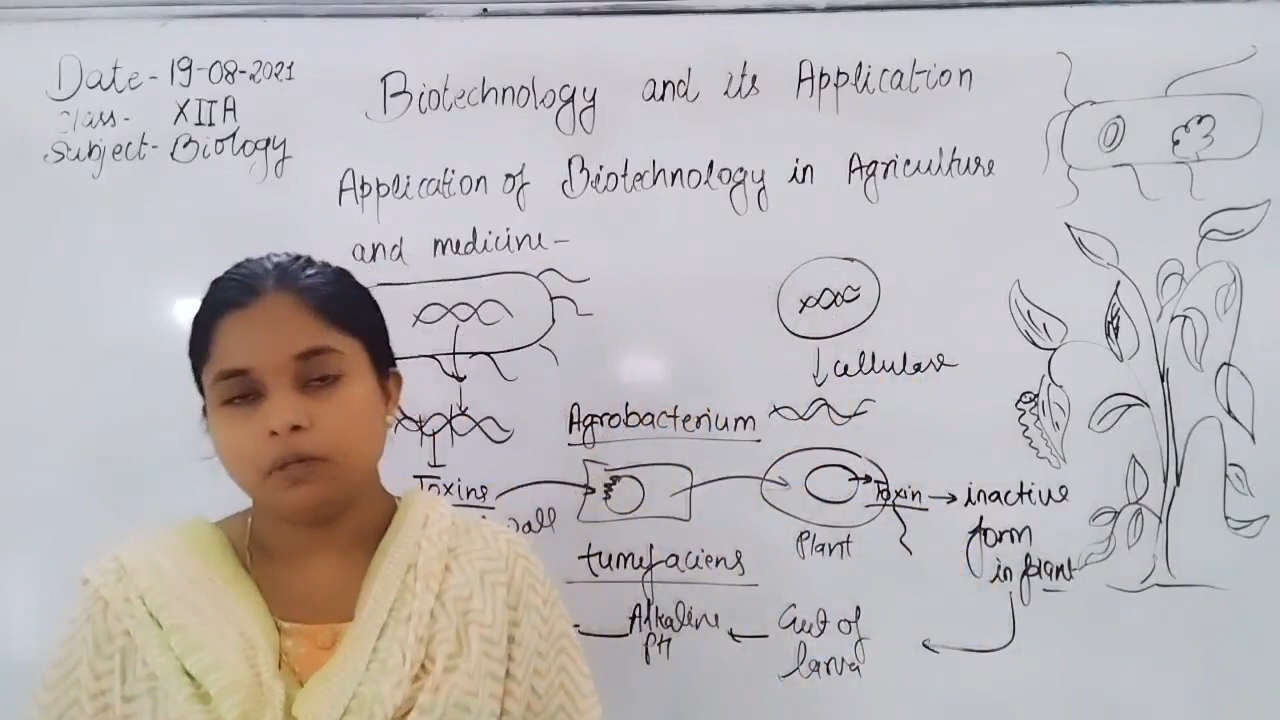 Date - 19-08-2021
Class - XII A
Subject - Biology
Biotechnology and its Application
Application of Biotechnology in Agriculture
and medicine -
cellulase
Agrobacterium
Toxins
Toxin → inactive
form
in plant
Plant
tumefaciens
Alkaline
PH
Gut of
larva